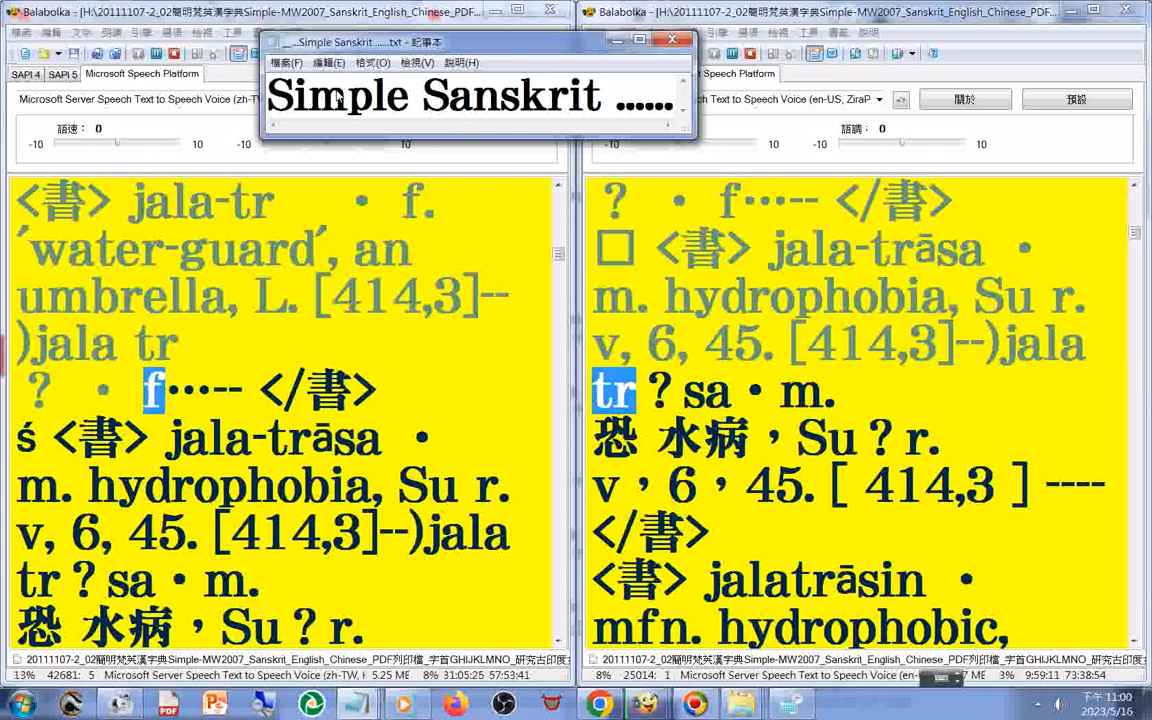 Balabolka - [H:\20111107-2_02簡明梵英漢字典Simple-MW2007_Sanskrit_English_Chinese_PDF...
Balabolka - [H:\20111107-2_02簡明梵英漢字典Simple-MW2007_Sanskrit_English_Chinese_PDF...
__...Simple Sanskrit......txt - 記事本
檔案(F) 編輯(E) 格式(O) 檢視(V) 說明(H)
Simple Sanskrit ......
SAPI 4 SAPI 5 Microsoft Speech Platform
t Speech Platform
Microsoft Server Speech Text to Speech Voice (zh-TW
ch Text to Speech Voice (en-US, ZiraP
關於 預設
語速： 0
-10 10 10
語調： 0
-10 10 -10 10
<書> jala-tr • f.
'water-guard', an
umbrella, L. [414,3]--
)jala tr
？ • f…-- </書>
ś <書> jala-trāsa •
m. hydrophobia, Su r.
v, 6, 45. [414,3]--)jala
tr？sa•m.
恐 水病，Su？r.
？ • f…-- </書>
□ <書> jala-trāsa •
m. hydrophobia, Su r.
v, 6, 45. [414,3]--)jala
tr？sa•m.
恐 水病，Su？r.
v，6，45. [ 414,3 ] ----
</書>
<書> jalatrāsin •
mfn. hydrophobic,
20111107-2_02簡明梵英漢字典Simple-MW2007_Sanskrit_English_Chinese_PDF列印檔_字首GHIJKLMNO_研究古印度
20111107-2_02簡明梵英漢字典Simple-MW2007_Sanskrit_English_Chinese_PDF列印檔_字首GHIJKLMNO_研究古印度
13% 42681: 5 Microsoft Server Speech Text to Speech Voice (zh-TW, 5.25 MB 31:05:25 57:53:41
8% 25014: 1 Microsoft Server Speech Text to Speech Voice (en- 3% 9:59:11 73:38:54
下午 11:00
2023/5/16